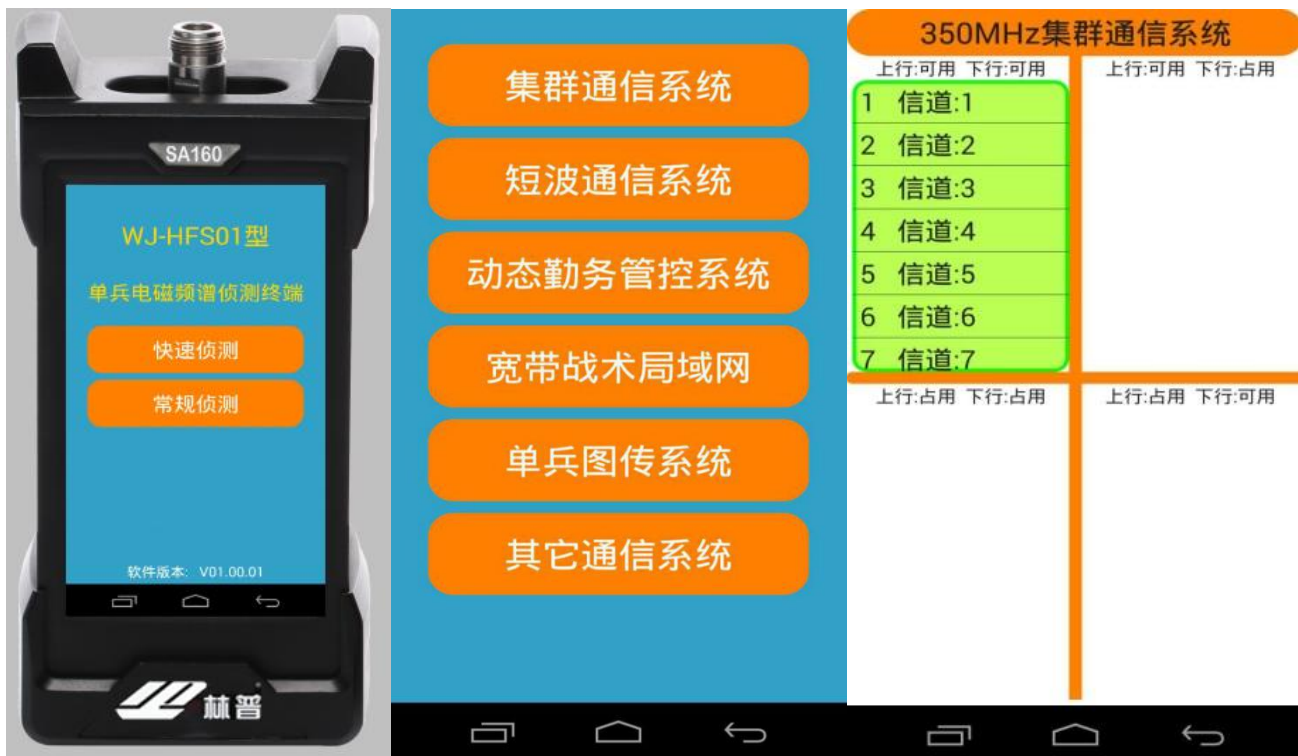 SA160
WJ-HFS01型
单兵电磁频谱侦测终端
快速侦测
常规侦测
软件版本: V01.00.01
林普
集群通信系统
短波通信系统
动态勤务管控系统
宽带战术局域网
单兵图传系统
其它通信系统
350MHz集群通信系统
上行:可用 下行:可用
1 信道:1
2 信道:2
3 信道:3
4 信道:4
5 信道:5
6 信道:6
7 信道:7
上行:可用 下行:占用
上行:占用 下行:占用
上行:占用 下行:可用